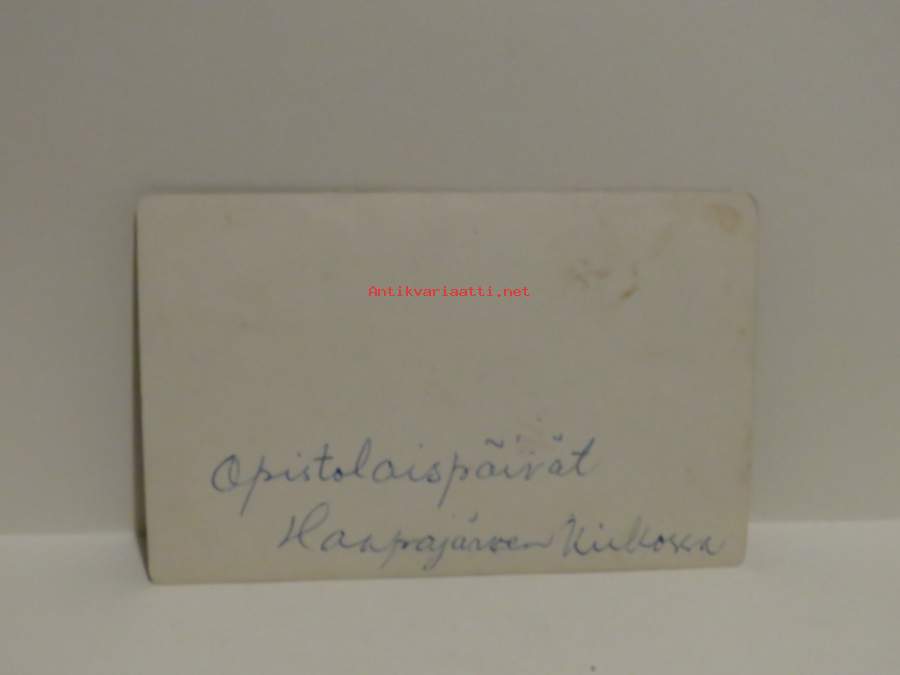 Antikvariaatti.net
Opistolaispäivät
Haapajärven Kirkossa